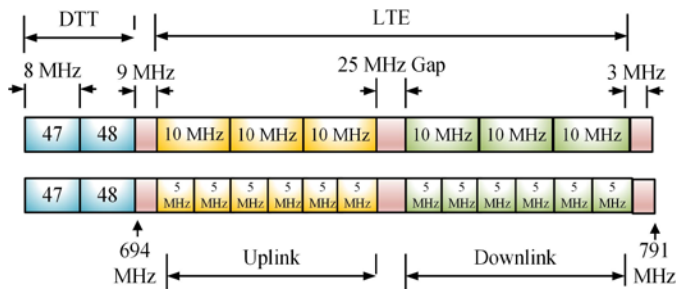 DTT
LTE
8 MHz
9 MHz
25 MHz Gap
3 MHz
47 48 10 MHz 10 MHz 10 MHz 10 MHz 10 MHz 10 MHz
47 48 5 MHz 5 MHz 5 MHz 5 MHz 5 MHz 5 MHz 5 MHz 5 MHz 5 MHz 5 MHz 5 MHz 5 MHz
694 MHz
Uplink
Downlink
791 MHz